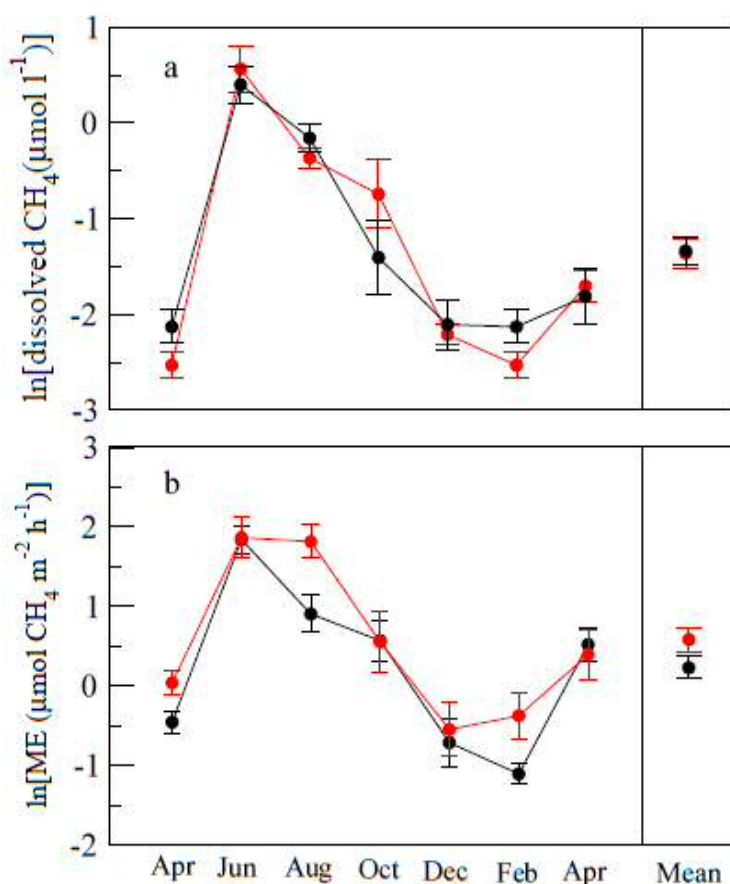 1
a
0
-1
-2
-3
ln[dissolved CH₄(μmol l⁻¹)]
3
b
2
1
0
-1
-2
ln[ME (μmol CH₄ m⁻² h⁻¹)]
Apr Jun Aug Oct Dec Feb Apr Mean